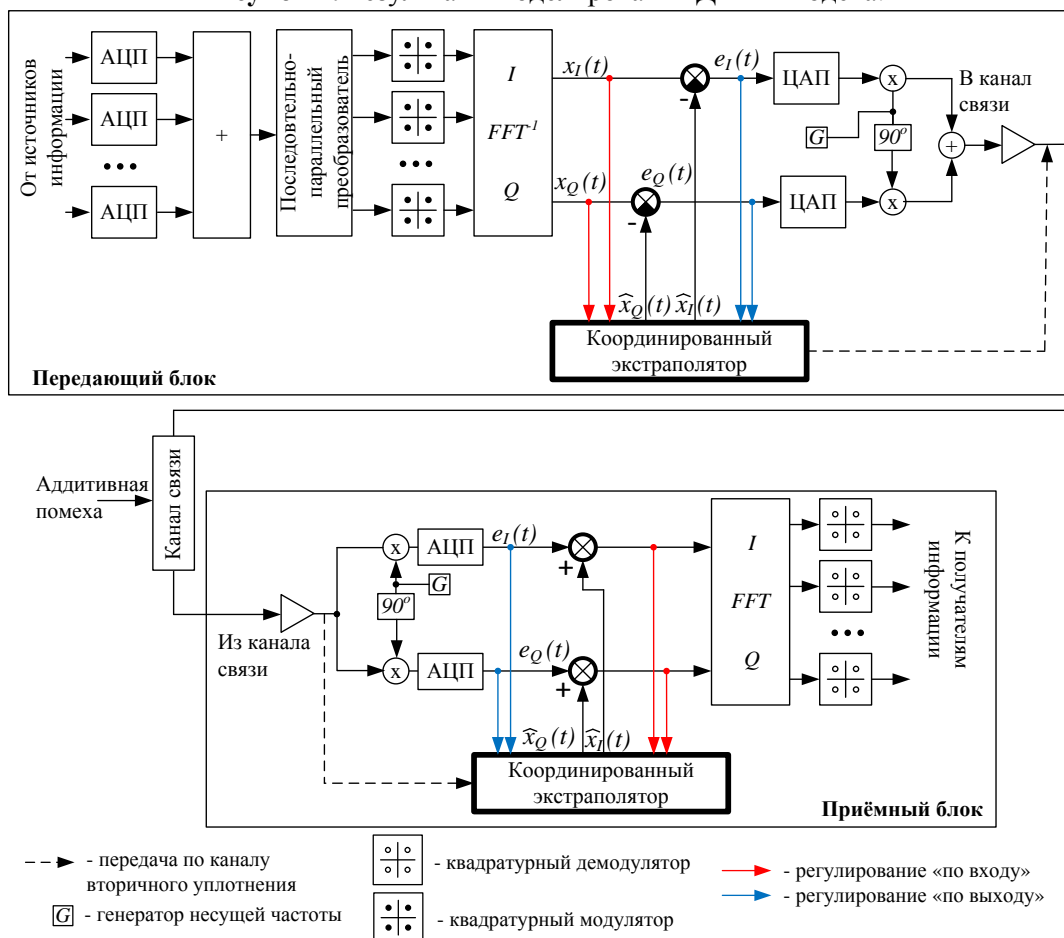 От источников
информации
АЦП
АЦП
•••
АЦП
+
Последовтельно-
параллельный
преобразователь
•••
I
FFT⁻¹
Q
x_I(t)
e_I(t)
x_Q(t)
e_Q(t)
-
-
ЦАП
ЦАП
x
G
90°
x
+
В канал
связи
x̂_Q(t) x̂_I(t)
Координированный
экстраполятор
Передающий блок
Аддитивная
помеха
Канал связи
Из канала
связи
x
АЦП
G
90°
x
АЦП
e_I(t)
e_Q(t)
+
+
x̂_Q(t) x̂_I(t)
Координированный
экстраполятор
I
FFT
Q
•••
К получателям
информации
Приёмный блок
- передача по каналу
вторичного уплотнения
G - генератор несущей частоты
- квадратурный демодулятор
- квадратурный модулятор
- регулирование «по входу»
- регулирование «по выходу»